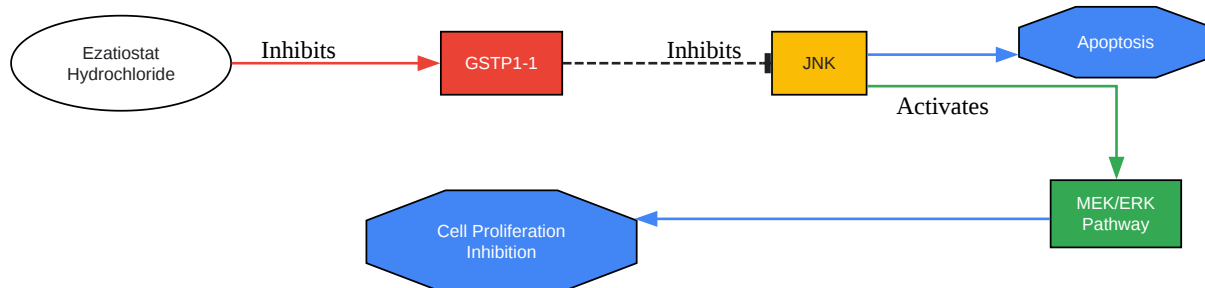 Ezatiostat
Hydrochloride
Inhibits
GSTP1-1
Inhibits
JNK
Apoptosis
Activates
MEK/ERK
Pathway
Cell Proliferation
Inhibition